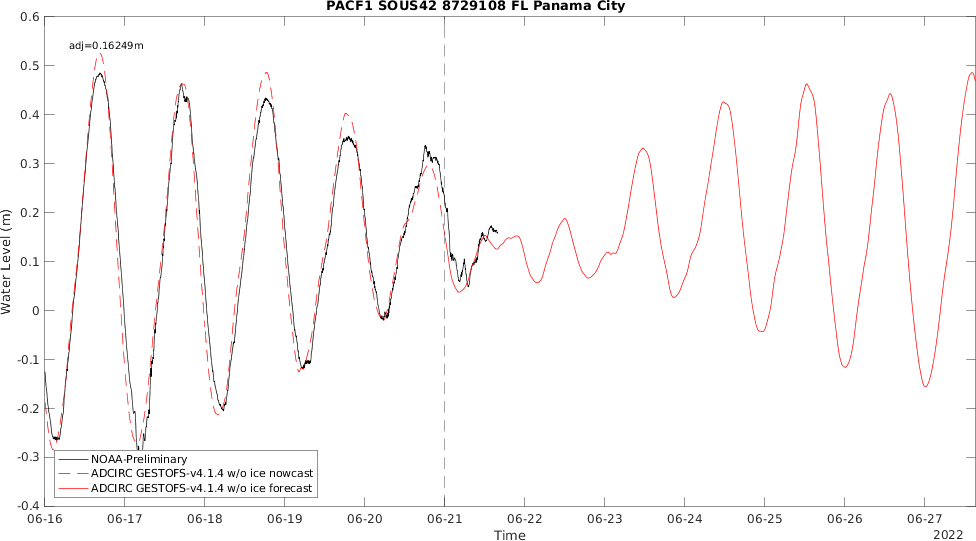 PACF1 SOUS42 8729108 FL Panama City
adj=0.16249m
Water Level (m)
0.6
0.5
0.4
0.3
0.2
0.1
0
-0.1
-0.2
-0.3
-0.4
NOAA-Preliminary
ADCIRC GESTOFS-v4.1.4 w/o ice nowcast
ADCIRC GESTOFS-v4.1.4 w/o ice forecast
06-16 06-17 06-18 06-19 06-20 06-21 06-22 06-23 06-24 06-25 06-26 06-27
Time
2022